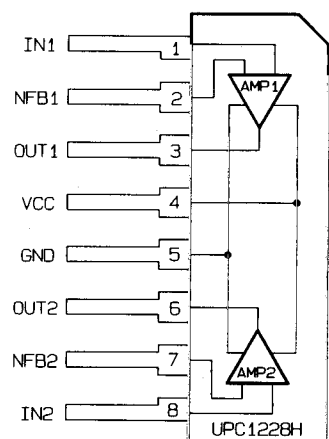 IN1 1
NFB1 2
AMP1
OUT1 3
VCC 4
GND 5
OUT2 6
NFB2 7
AMP2
IN2 8
UPC1228H